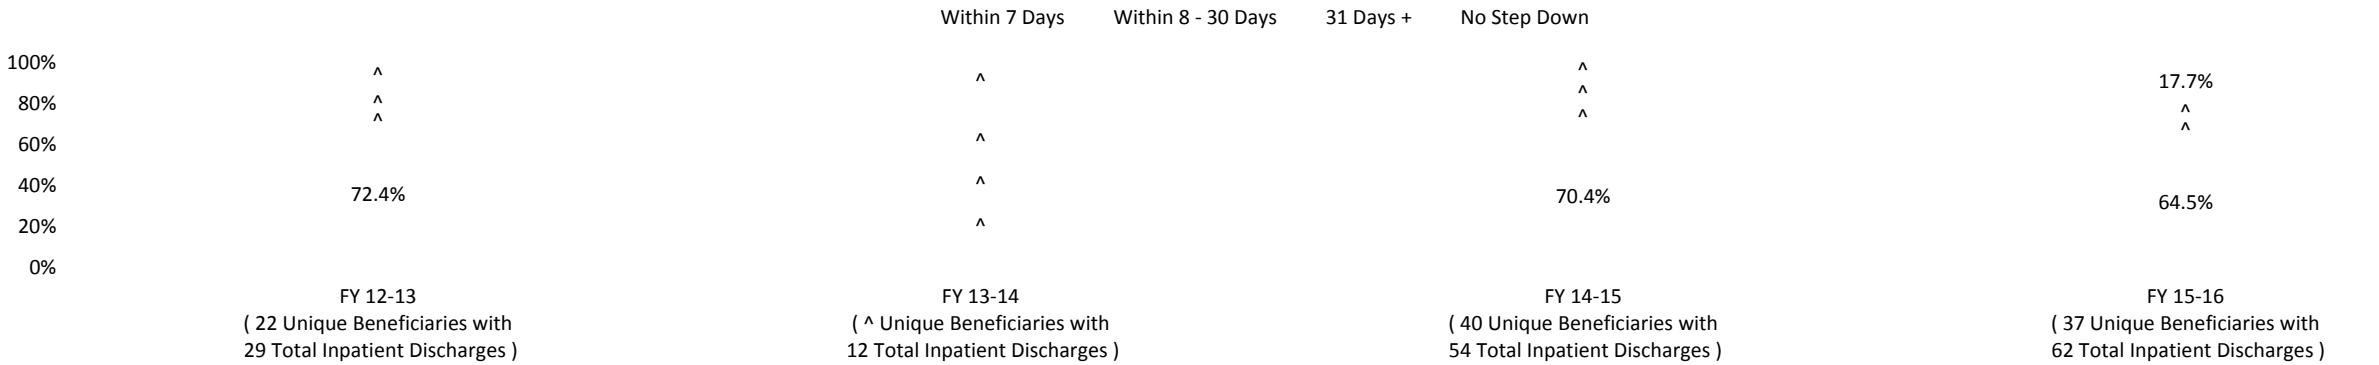 Within 7 Days Within 8 - 30 Days 31 Days + No Step Down
100%
80%
60%
40%
20%
0%
^
^
^
72.4%
^
^
^
^
^
^
^
70.4%
17.7%
^
^
64.5%
FY 12-13
( 22 Unique Beneficiaries with
29 Total Inpatient Discharges )
FY 13-14
( ^ Unique Beneficiaries with
12 Total Inpatient Discharges )
FY 14-15
( 40 Unique Beneficiaries with
54 Total Inpatient Discharges )
FY 15-16
( 37 Unique Beneficiaries with
62 Total Inpatient Discharges )